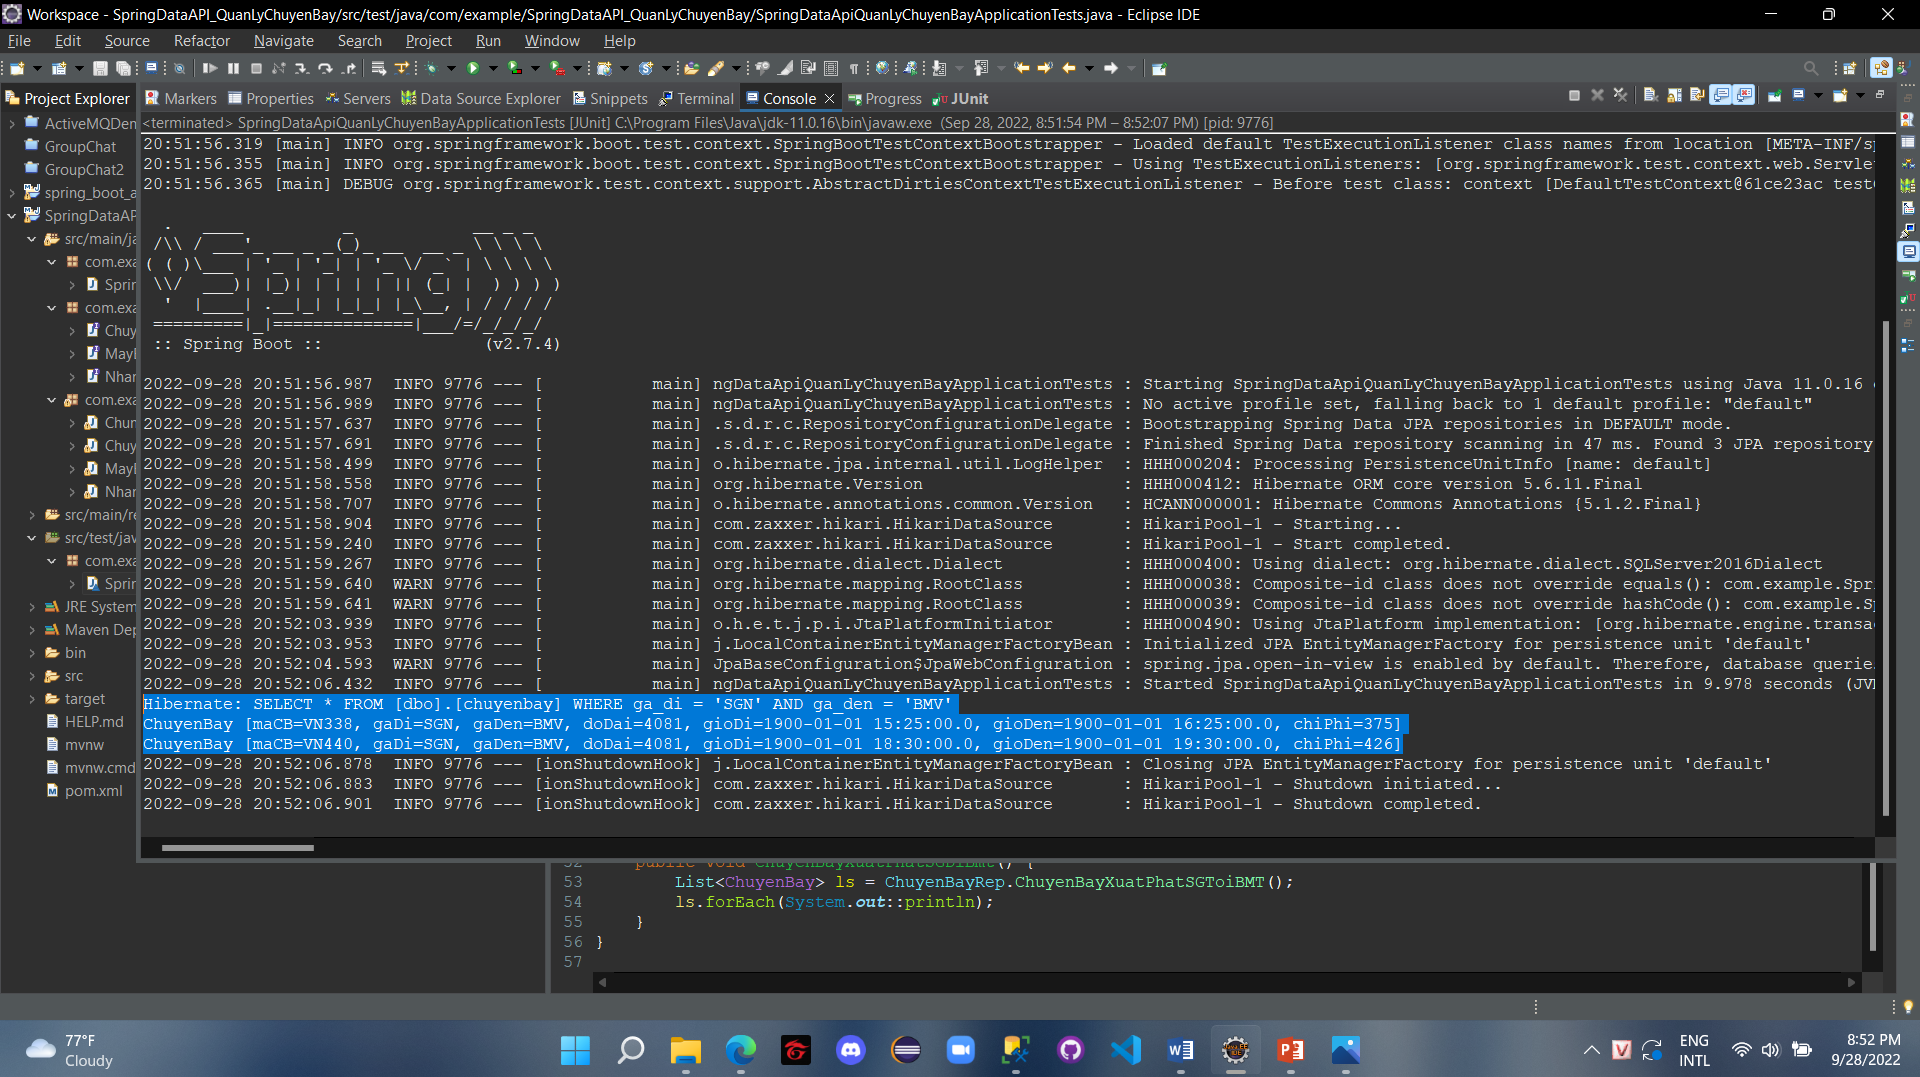 Workspace - SpringDataAPI_QuanLyChuyenBay/src/test/java/com/example/SpringDataAPI_QuanLyChuyenBay/SpringDataApiQuanLyChuyenBayApplicationTests.java - Eclipse IDE
File Edit Source Refactor Navigate Search Project Run Window Help
Project Explorer
Markers Properties Servers Data Source Explorer Snippets Terminal Console Progress JUnit
<terminated> SpringDataApiQuanLyChuyenBayApplicationTests [JUnit] C:\Program Files\Java\jdk-11.0.16\bin\javaw.exe (Sep 28, 2022, 8:51:54 PM – 8:52:07 PM) [pid: 9776]
ActiveMQDen
GroupChat
GroupChat2
spring_boot_a
SpringDataAP
src/main/ja
com.exa
Sprin
com.exa
Chuy
Mayl
Nhar
com.exa
Chun
Chuy
Mayl
Nhar
src/main/re
src/test/jav
com.exa
Sprin
JRE System
Maven Dep
bin
src
target
HELP.md
mvnw
mvnw.cmd
pom.xml
20:51:56.319 [main] INFO org.springframework.boot.test.context.SpringBootTestContextBootstrapper - Loaded default TestExecutionListener class names from location [META-INF/sp
20:51:56.355 [main] INFO org.springframework.boot.test.context.SpringBootTestContextBootstrapper - Using TestExecutionListeners: [org.springframework.test.context.web.Servle
20:51:56.365 [main] DEBUG org.springframework.test.context.support.AbstractDirtiesContextTestExecutionListener - Before test class: context [DefaultTestContext@61ce23ac test
Spring
:: Spring Boot :: (v2.7.4)
2022-09-28 20:51:56.987 INFO 9776 --- [ main] ngDataApiQuanLyChuyenBayApplicationTests : Starting SpringDataApiQuanLyChuyenBayApplicationTests using Java 11.0.16
2022-09-28 20:51:56.989 INFO 9776 --- [ main] ngDataApiQuanLyChuyenBayApplicationTests : No active profile set, falling back to 1 default profile: "default"
2022-09-28 20:51:57.637 INFO 9776 --- [ main] .s.d.r.c.RepositoryConfigurationDelegate : Bootstrapping Spring Data JPA repositories in DEFAULT mode.
2022-09-28 20:51:57.691 INFO 9776 --- [ main] .s.d.r.c.RepositoryConfigurationDelegate : Finished Spring Data repository scanning in 47 ms. Found 3 JPA repository
2022-09-28 20:51:58.499 INFO 9776 --- [ main] o.hibernate.jpa.internal.util.LogHelper : HHH000204: Processing PersistenceUnitInfo [name: default]
2022-09-28 20:51:58.558 INFO 9776 --- [ main] org.hibernate.Version : HHH000412: Hibernate ORM core version 5.6.11.Final
2022-09-28 20:51:58.707 INFO 9776 --- [ main] o.hibernate.annotations.common.Version : HCANN000001: Hibernate Commons Annotations {5.1.2.Final}
2022-09-28 20:51:58.904 INFO 9776 --- [ main] com.zaxxer.hikari.HikariDataSource : HikariPool-1 - Starting...
2022-09-28 20:51:59.240 INFO 9776 --- [ main] com.zaxxer.hikari.HikariDataSource : HikariPool-1 - Start completed.
2022-09-28 20:51:59.267 INFO 9776 --- [ main] org.hibernate.dialect.Dialect : HHH000400: Using dialect: org.hibernate.dialect.SQLServer2016Dialect
2022-09-28 20:51:59.640 WARN 9776 --- [ main] org.hibernate.mapping.RootClass : HHH000038: Composite-id class does not override equals(): com.example.Spr
2022-09-28 20:51:59.641 WARN 9776 --- [ main] org.hibernate.mapping.RootClass : HHH000039: Composite-id class does not override hashCode(): com.example.Sp
2022-09-28 20:52:03.939 INFO 9776 --- [ main] o.h.e.t.j.p.i.JtaPlatformInitiator : HHH000490: Using JtaPlatform implementation: [org.hibernate.engine.transa
2022-09-28 20:52:03.953 INFO 9776 --- [ main] j.LocalContainerEntityManagerFactoryBean : Initialized JPA EntityManagerFactory for persistence unit 'default'
2022-09-28 20:52:04.593 WARN 9776 --- [ main] JpaBaseConfiguration$JpaWebConfiguration : spring.jpa.open-in-view is enabled by default. Therefore, database querie
2022-09-28 20:52:06.432 INFO 9776 --- [ main] ngDataApiQuanLyChuyenBayApplicationTests : Started SpringDataApiQuanLyChuyenBayApplicationTests in 9.978 seconds (JVM
Hibernate: SELECT * FROM [dbo].[chuyenbay] WHERE ga_di = 'SGN' AND ga_den = 'BMV'
ChuyenBay [maCB=VN338, gaDi=SGN, gaDen=BMV, doDai=4081, gioDi=1900-01-01 15:25:00.0, gioDen=1900-01-01 16:25:00.0, chiPhi=375]
ChuyenBay [maCB=VN440, gaDi=SGN, gaDen=BMV, doDai=4081, gioDi=1900-01-01 18:30:00.0, gioDen=1900-01-01 19:30:00.0, chiPhi=426]
2022-09-28 20:52:06.878 INFO 9776 --- [ionShutdownHook] j.LocalContainerEntityManagerFactoryBean : Closing JPA EntityManagerFactory for persistence unit 'default'
2022-09-28 20:52:06.883 INFO 9776 --- [ionShutdownHook] com.zaxxer.hikari.HikariDataSource : HikariPool-1 - Shutdown initiated...
2022-09-28 20:52:06.901 INFO 9776 --- [ionShutdownHook] com.zaxxer.hikari.HikariDataSource : HikariPool-1 - Shutdown completed.
53 List<ChuyenBay> ls = ChuyenBayRep.ChuyenBayXuatPhatSGToiBMT();
54 ls.forEach(System.out::println);
55 }
56 }
57
77°F
Cloudy
ENG
INTL
8:52 PM
9/28/2022